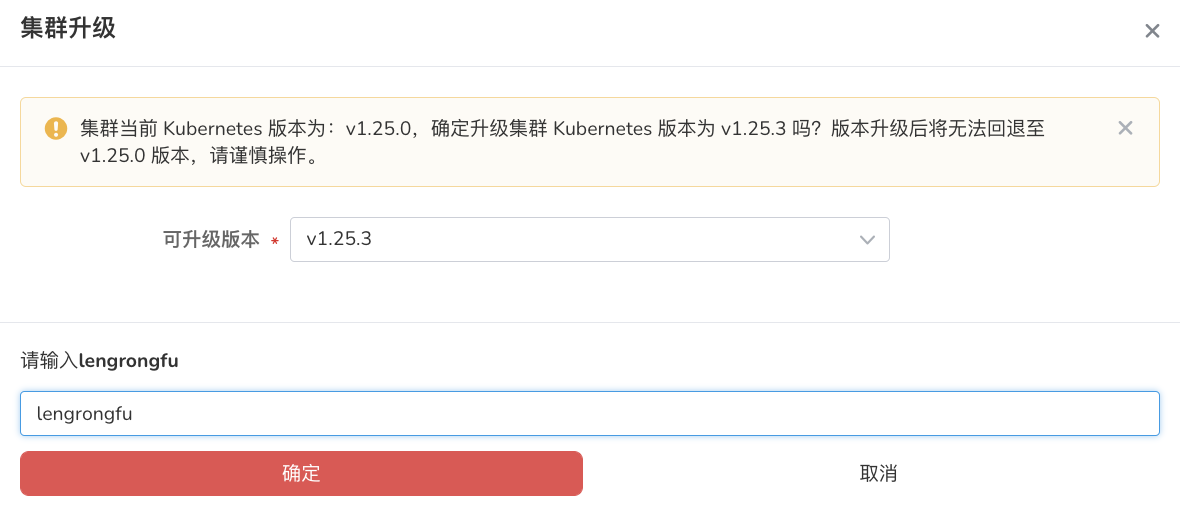 集群升级
集群当前 Kubernetes 版本为：v1.25.0，确定升级集群 Kubernetes 版本为 v1.25.3 吗？版本升级后将无法回退至
v1.25.0 版本，请谨慎操作。
可升级版本 * v1.25.3
请输入lengrongfu
lengrongfu
确定 取消